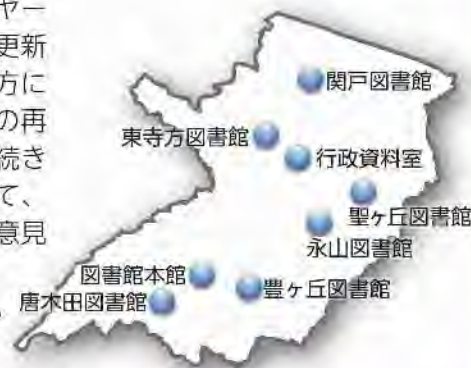 ヤー
更新
方に
の再
続き
て、
意見
。
関戸図書館
東寺方図書館
行政資料室
聖ヶ丘図書館
永山図書館
図書館本館
豊ヶ丘図書館
唐木田図書館